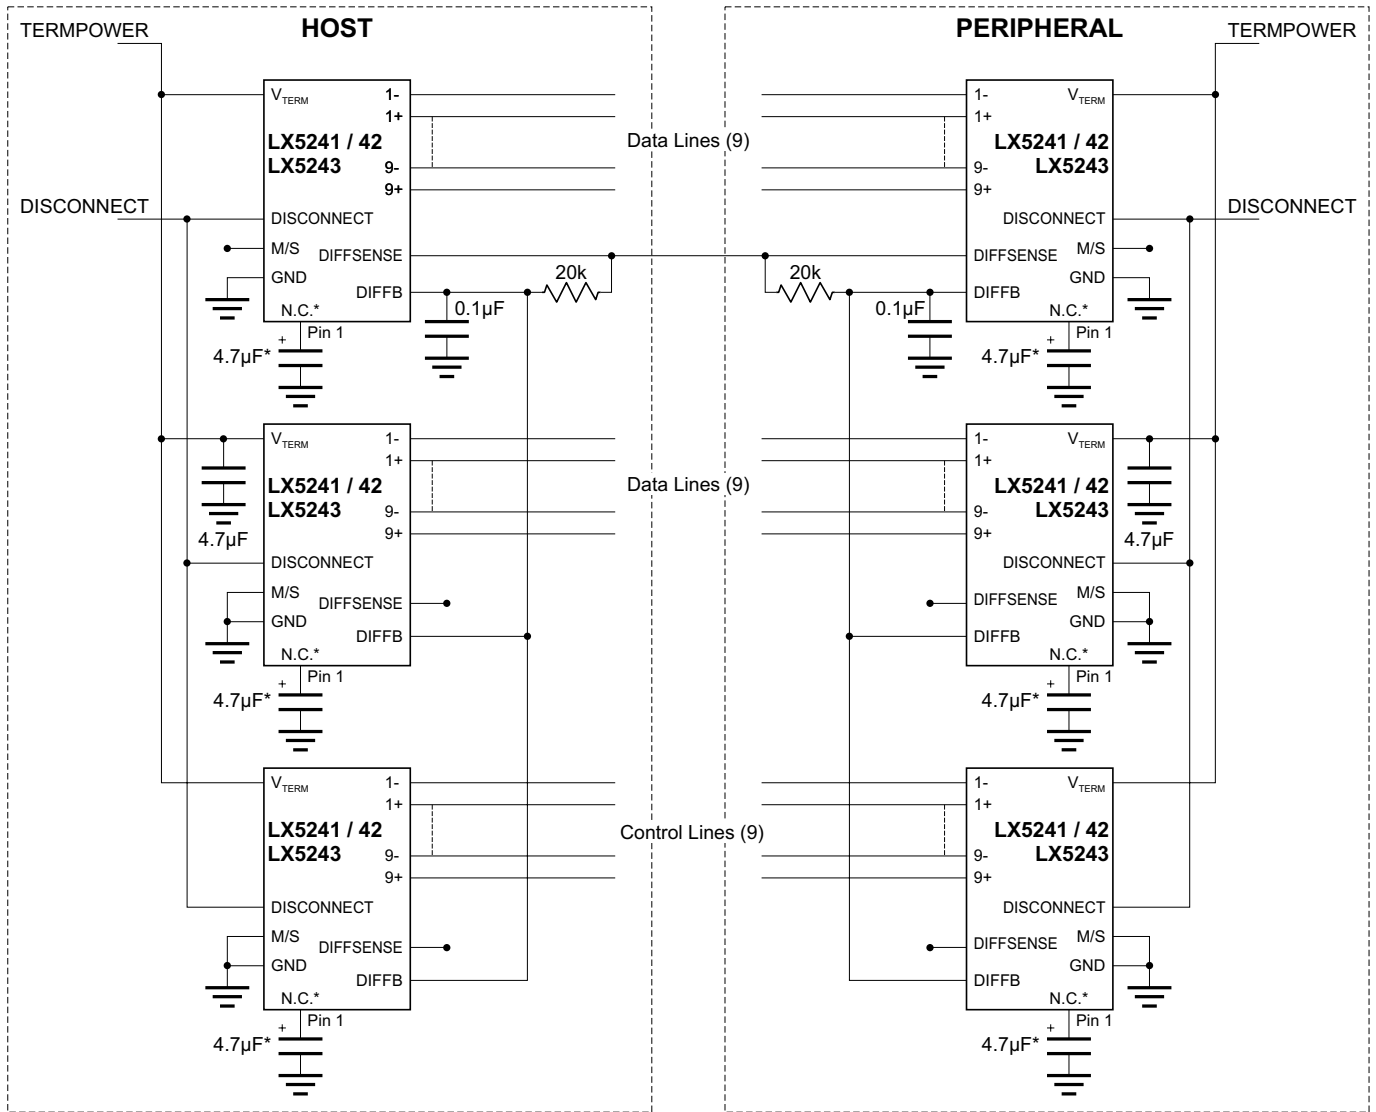 HOST
PERIPHERAL
TERMPOWER
TERMPOWER
VTERM
1-
1+
LX5241 / 42
LX5243
9-
9+
DISCONNECT
DISCONNECT
M/S
DIFFSENSE
GND
DIFFB
N.C.*
Pin 1
+
4.7µF*
0.1µF
20k
Data Lines (9)
20k
0.1µF
1-
VTERM
1+
LX5241 / 42
LX5243
9-
9+
DISCONNECT
DISCONNECT
M/S
DIFFSENSE
GND
DIFFB
N.C.*
Pin 1
+
4.7µF*
VTERM
1-
1+
LX5241 / 42
LX5243
9-
9+
4.7µF
DISCONNECT
M/S
DIFFSENSE
GND
DIFFB
N.C.*
Pin 1
+
4.7µF*
Data Lines (9)
1-
VTERM
1+
LX5241 / 42
LX5243
9-
9+
4.7µF
DISCONNECT
M/S
DIFFSENSE
GND
DIFFB
N.C.*
Pin 1
+
4.7µF*
VTERM
1-
1+
LX5241 / 42
LX5243
9-
9+
DISCONNECT
M/S
DIFFSENSE
GND
DIFFB
N.C.*
Pin 1
+
4.7µF*
Control Lines (9)
1-
VTERM
1+
LX5241 / 42
LX5243
9-
9+
DISCONNECT
M/S
DIFFSENSE
GND
DIFFB
N.C.*
Pin 1
+
4.7µF*